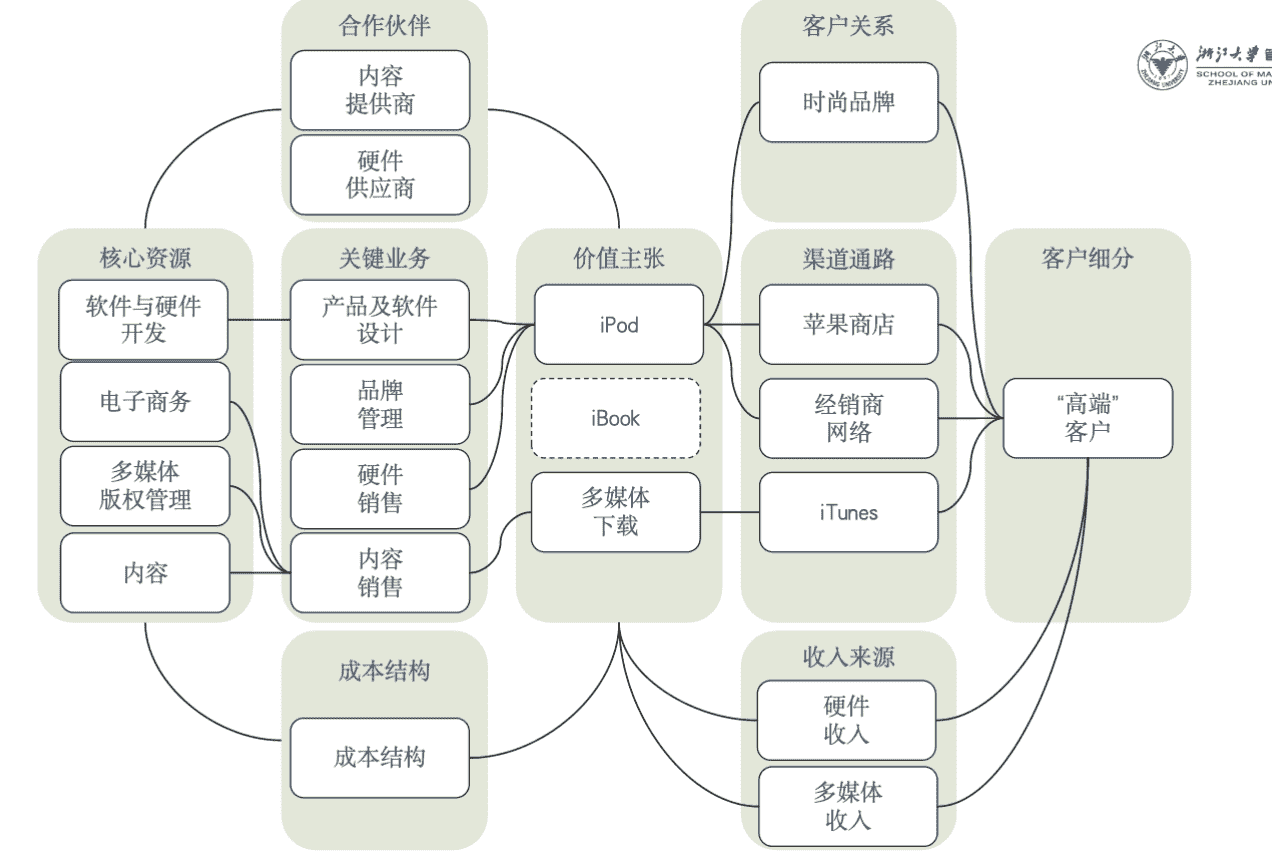 合作伙伴
内容
提供商
硬件
供应商
客户关系
时尚品牌
浙江大学
SCHOOL OF MA
ZHEJIANG UN
ZHEJIANG UNIVERSITY
核心资源
软件与硬件
开发
电子商务
多媒体
版权管理
内容
关键业务
产品及软件
设计
品牌
管理
硬件
销售
内容
销售
价值主张
iPod
iBook
多媒体
下载
渠道通路
苹果商店
经销商
网络
iTunes
客户细分
“高端”
客户
成本结构
成本结构
收入来源
硬件
收入
多媒体
收入